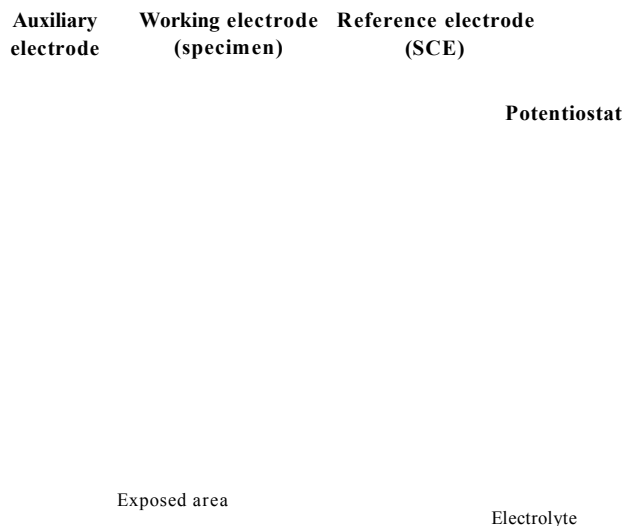 Auxiliary
electrode
Working electrode
(specimen)
Reference electrode
(SCE)
Potentiostat
Exposed area
Electrolyte